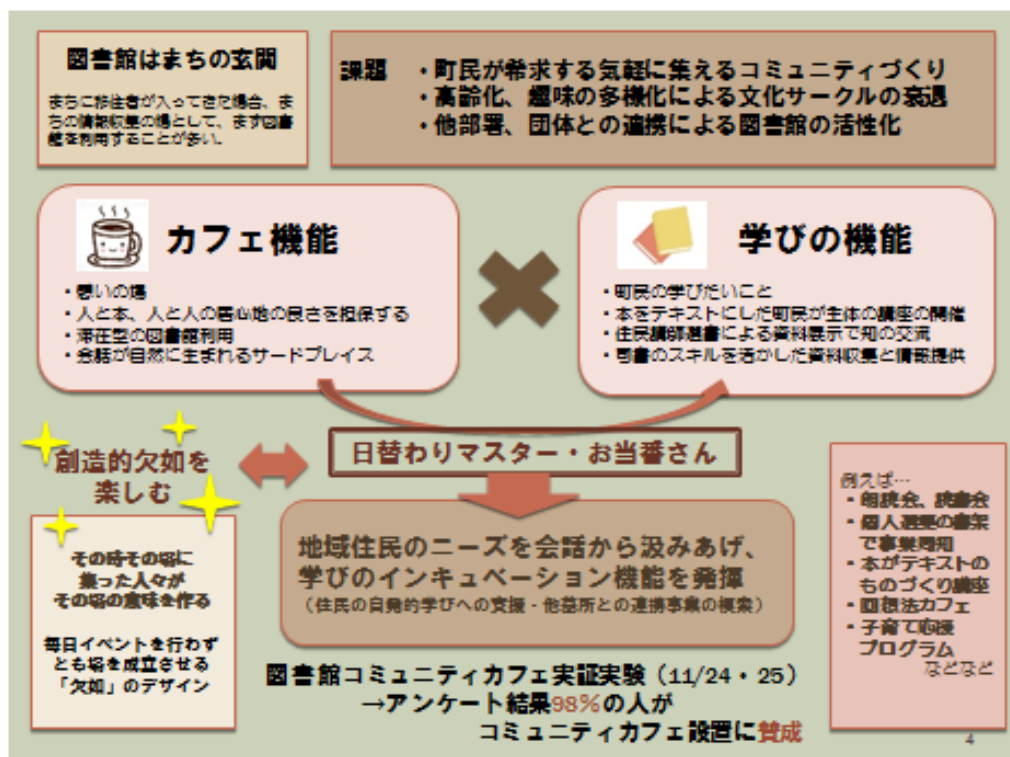 図書館はまちの玄関
まちに移住者が入ってきた場合、ま
ちの情報収集の場として、まず図書
館を利用することが多い。
課題 ・町民が希求する気軽に集えるコミュニティづくり
・高齢化、趣味の多様化による文化サークルの衰退
・他部署、団体との連携による図書館の活性化
カフェ機能
・憩いの場
・人と本、人と人の居心地の良さを担保する
・滞在型の図書館利用
・会話が自然に生まれるサードプレイス
学びの機能
・町民の学びたいこと
・本をテキストにした町民が主体の講座の開催
・住民講師選書による資料展示で知の交流
・司書のスキルを活かした資料収集と情報提供
日替わりマスター・お当番さん
創造的欠如を
楽しむ
その時その場に
集った人々が
その場の意味を作る
毎日イベントを行わず
とも場を成立させる
「欠如」のデザイン
地域住民のニーズを会話から汲みあげ、
学びのインキュベーション機能を発揮
(住民の自発的学びへの支援・他部所との連携事業の模索)
例えば…
・朗読会、読書会
・個人選集の書架
で事業周知
・本がテキストの
ものづくり講座
・回想法カフェ
・子育て応援
プログラム
などなど
図書館コミュニティカフェ実証実験(11/24・25)
→アンケート結果98%の人が
コミュニティカフェ設置に賛成
4